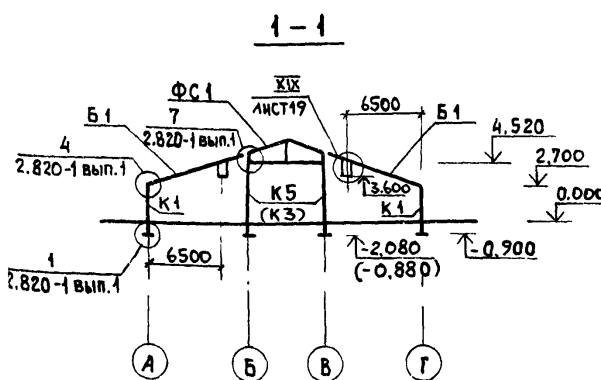 1-1
ФС 1
XIX
ЛИСТ 19
6500
Б 1
7
2.820-1 вып.1
Б 1
4
2.820-1 вып.1
4,520
2,700
3.600
0.000
К 1
К 5
(К 3)
К 1
1
2.820-1 вып.1
6500
-2,080
(-0,880)
-0,900
А
Б
В
Г